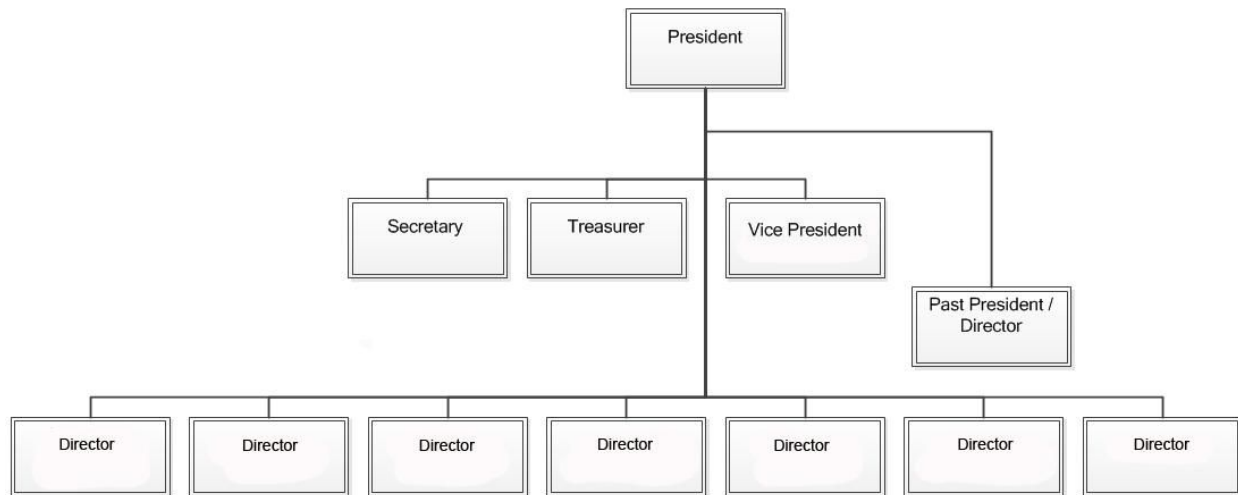 President
Secretary
Treasurer
Vice President
Past President /
Director
Director
Director
Director
Director
Director
Director
Director